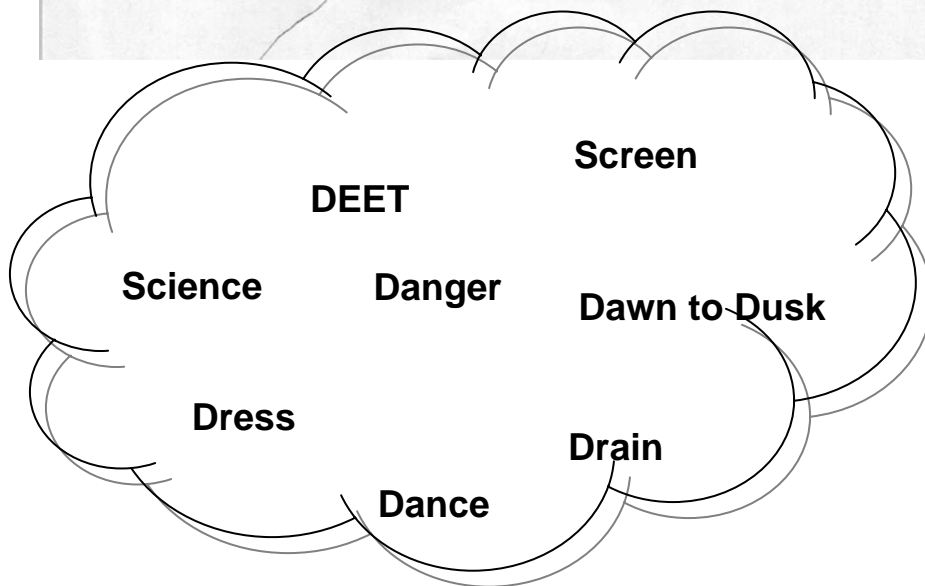 Screen
DEET
Science
Danger
Dawn to Dusk
Dress
Drain
Dance